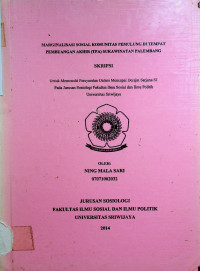 MARGINALISASI SOSIAL KOMUNITAS PEMULUNG DI TEMPAT
PEMBUANGAN AKHIR (TPA) SUKAWINATAN PALEMBANG
SKRIPSI
Untuk Memenuhi Persyaratan Dalam Mencapai Derajat Sarjana S1
Pada Jurusan Sosiologi Fakultas Ilmu Sosial dan Ilmu Politik
Universitas Sriwijaya
OLEH:
NING MALA SARI
07071002032
JURUSAN SOSIOLOGI
FAKULTAS ILMU SOSIAL DAN ILMU POLITIK
UNIVERSITAS SRIWIJAYA
2014